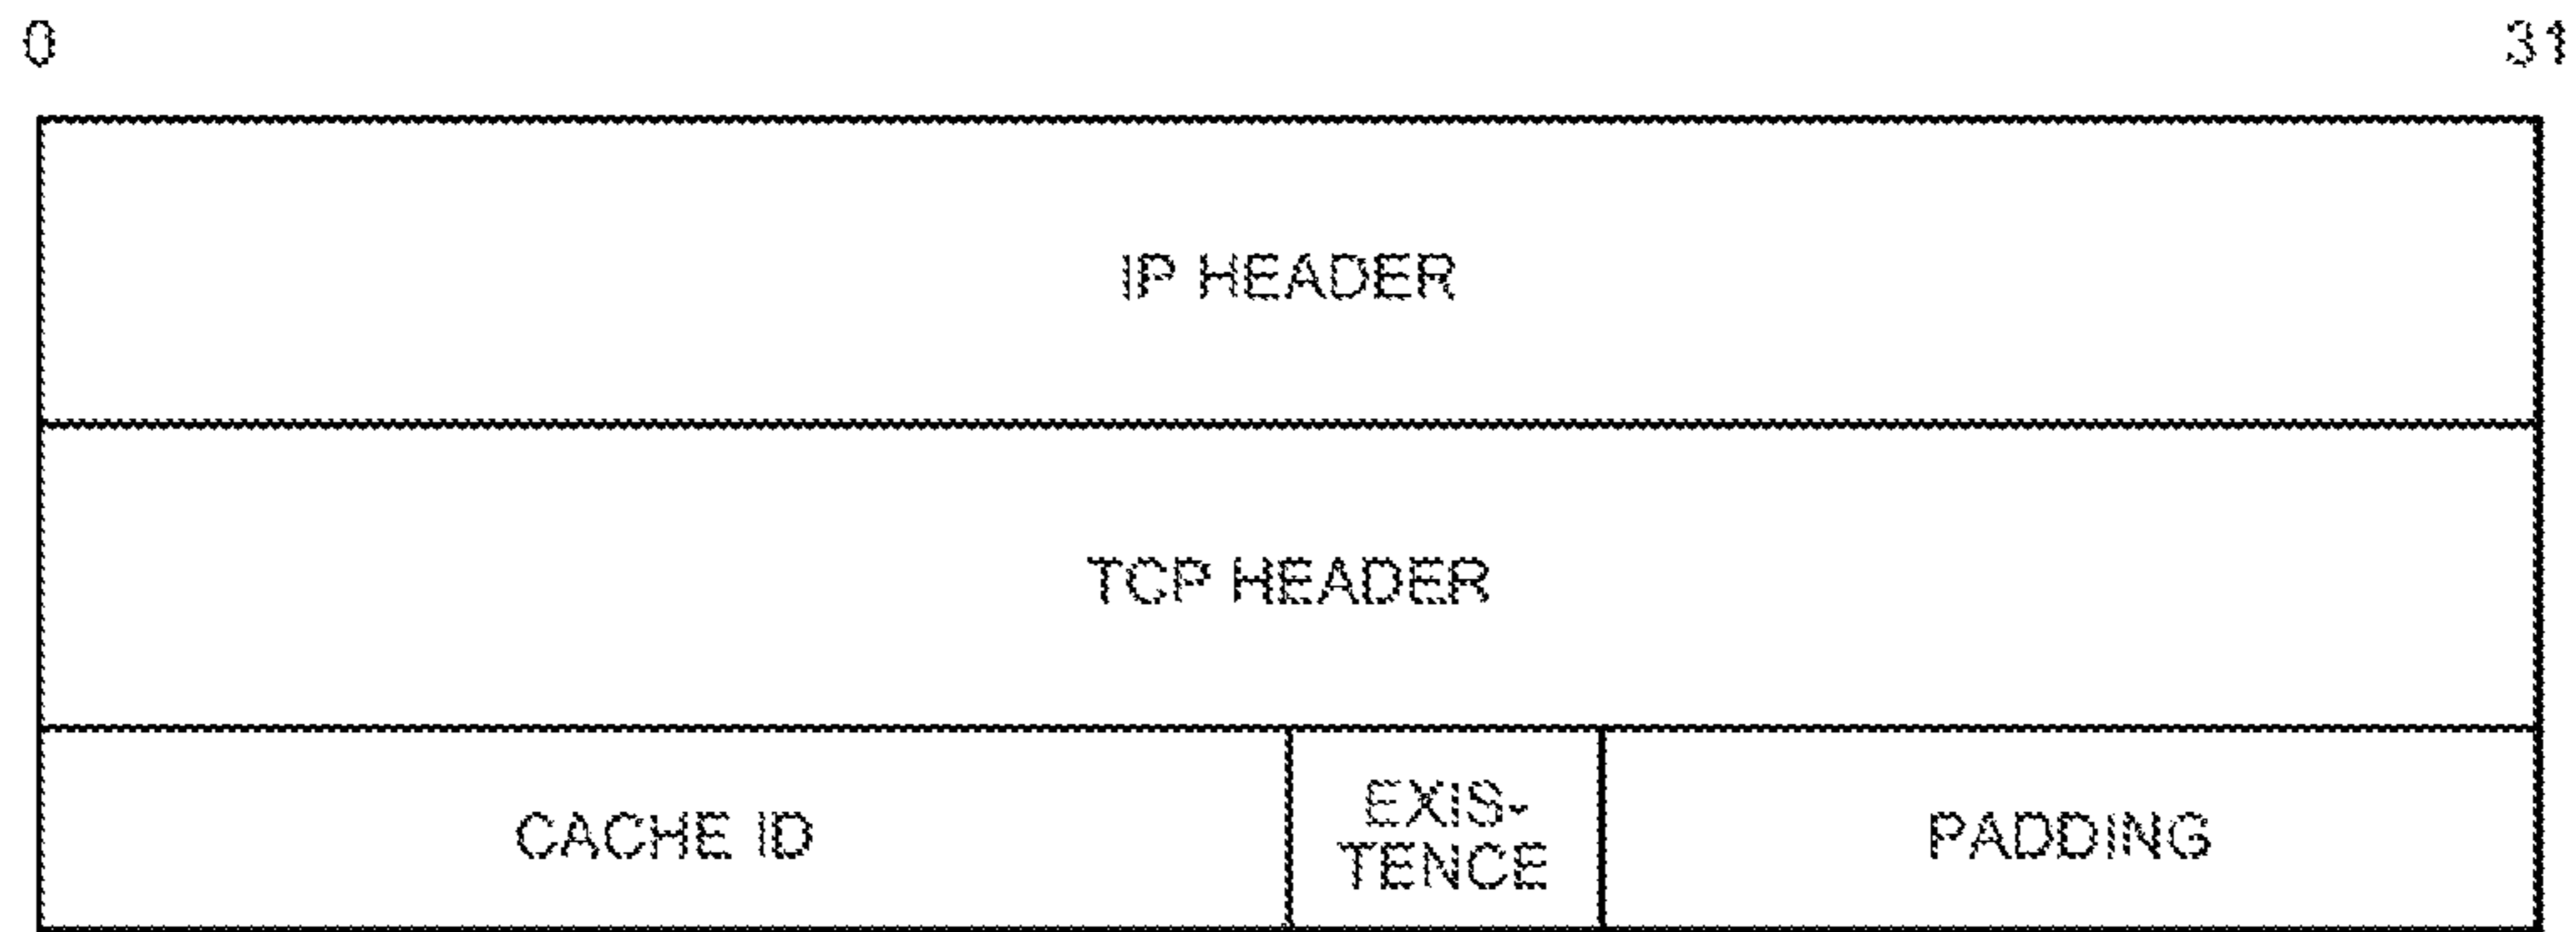 0 31
IP HEADER
TCP HEADER
CACHE ID
EXIS-
TENCE
PADDING